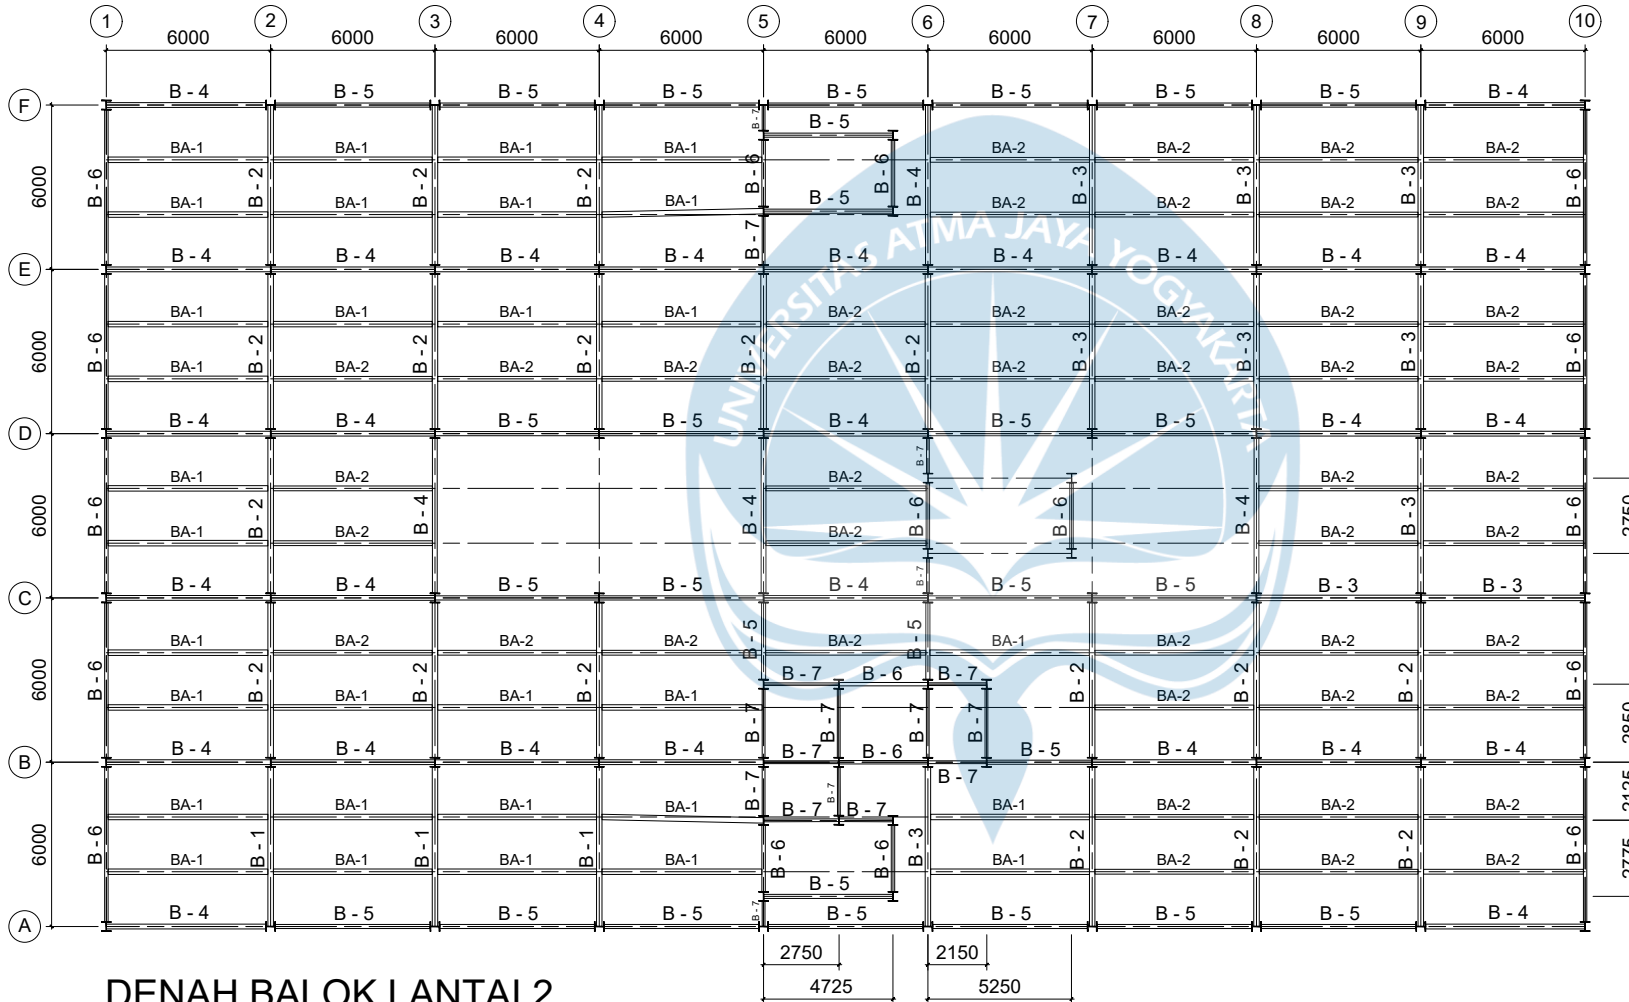 1 2 3 4 5 6 7 8 9 10
6000 6000 6000 6000 6000 6000 6000 6000 6000
B - 4 B - 5 B - 5 B - 5 B - 5 B - 5 B - 5 B - 5 B - 4
F
B - 7 B - 5
BA-1 BA-1 BA-1 BA-1 BA-2 BA-2 BA-2 BA-2
6000 B - 6 B - 2 B - 2 B - 2 B - 6 B - 6 B - 4 B - 3 B - 3 B - 3 B - 6
BA-1 BA-1 BA-1 BA-1 B - 5 BA-2 BA-2 BA-2 BA-2
B - 7
UNIVERSITAS ATMA JAYA YOGYAKARTA
B - 4 B - 4 B - 4 B - 4 B - 4 B - 4 B - 4 B - 4 B - 4
E
BA-1 BA-1 BA-1 BA-1 BA-2 BA-2 BA-2 BA-2 BA-2
6000 B - 6 B - 2 B - 2 B - 2 B - 2 B - 2 B - 3 B - 3 B - 3 B - 6
BA-1 BA-2 BA-2 BA-2 BA-2 BA-2 BA-2 BA-2 BA-2
B - 4 B - 4 B - 5 B - 5 B - 4 B - 5 B - 5 B - 4 B - 4
D
B - 7
BA-1 BA-2 BA-2 BA-2 BA-2
6000 B - 6 B - 2 B - 4 B - 4 B - 6 B - 6 B - 4 B - 3 B - 6 2750
BA-1 BA-2 BA-2 BA-2 BA-2
B - 7
B - 4 B - 4 B - 5 B - 5 B - 4 B - 5 B - 5 B - 3 B - 3
C
B - 5 B - 5
BA-1 BA-2 BA-2 BA-2 BA-2 BA-1 BA-2 BA-2 BA-2
6000 B - 6 B - 2 B - 2 B - 2 B - 7 B - 6 B - 7 B - 2 B - 2 B - 2 B - 6
BA-1 BA-1 BA-1 BA-1 BA-2 BA-2 BA-2
B - 7 B - 7 B - 7 B - 7 2850
B - 4 B - 4 B - 4 B - 4 B - 7 B - 6 B - 5 B - 4 B - 4 B - 4
B
B - 7
B - 7 B - 7 2125
BA-1 BA-1 BA-1 BA-1 B - 7 B - 7 BA-1 BA-2 BA-2 BA-2
6000 B - 6 B - 1 B - 1 B - 1 B - 6 B - 6 B - 3 B - 2 B - 2 B - 2 B - 6 2775
BA-1 BA-1 BA-1 BA-1 BA-1 BA-2 BA-2 BA-2
B - 5
B - 7
B - 4 B - 5 B - 5 B - 5 B - 5 B - 5 B - 5 B - 5 B - 4
A
2750 2150
4725 5250
DENAH BALOK LANTAI 2